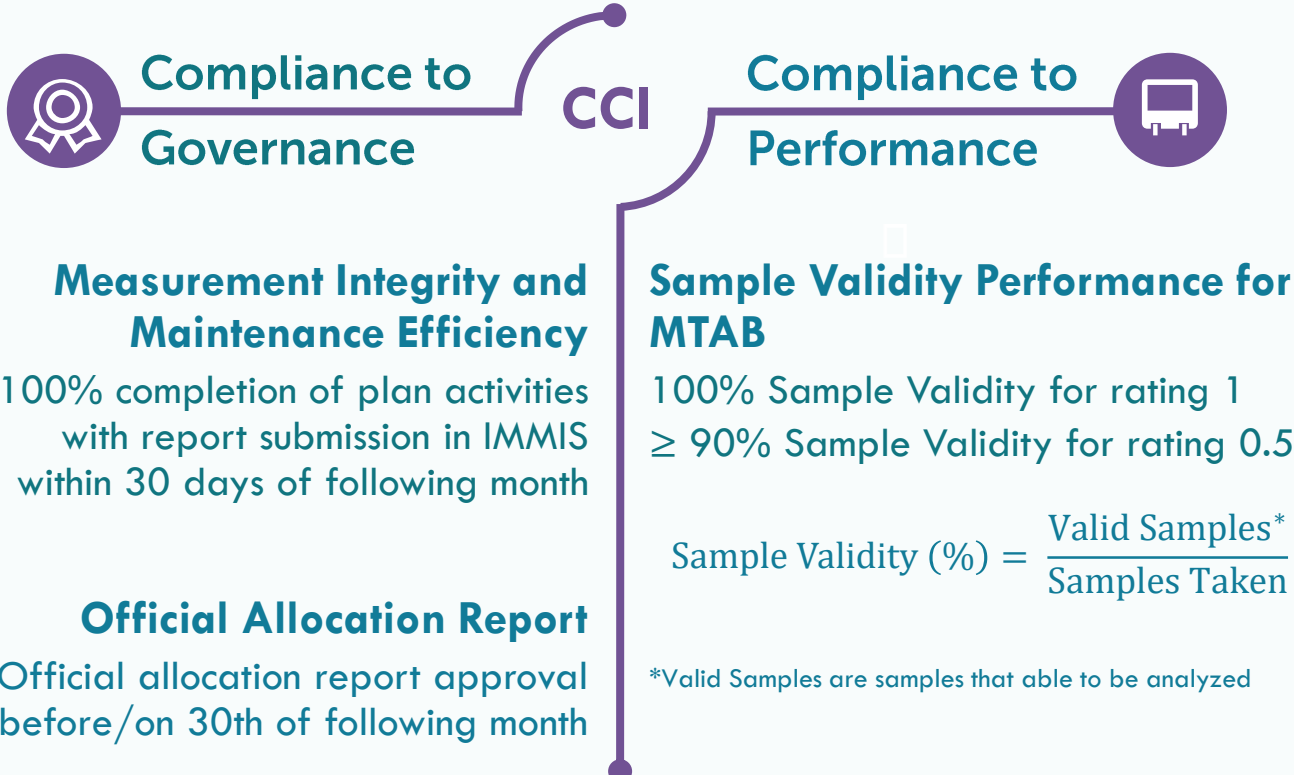 Compliance to
Governance
CCI
Compliance to
Performance
Measurement Integrity and
Maintenance Efficiency
100% completion of plan activities
with report submission in IMMIS
within 30 days of following month
Official Allocation Report
Official allocation report approval
before/on 30th of following month
Sample Validity Performance for
MTAB
100% Sample Validity for rating 1
≥ 90% Sample Validity for rating 0.5
Sample Validity (%) = Valid Samples* / Samples Taken
*Valid Samples are samples that able to be analyzed